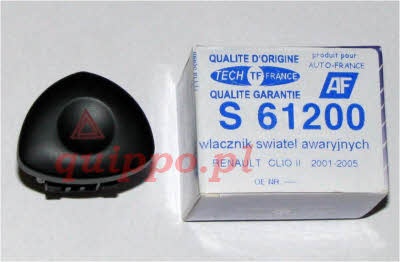 QUALITE D'ORIGINE
TECH TF FRANCE
QUALITE GARANTIE
produit pour
AUTO-FRANCE
AF
S 61200
wlacznik swiatel awaryjnych
RENAULT CLIO II 2001-2005
OE NR.
quippo.pl